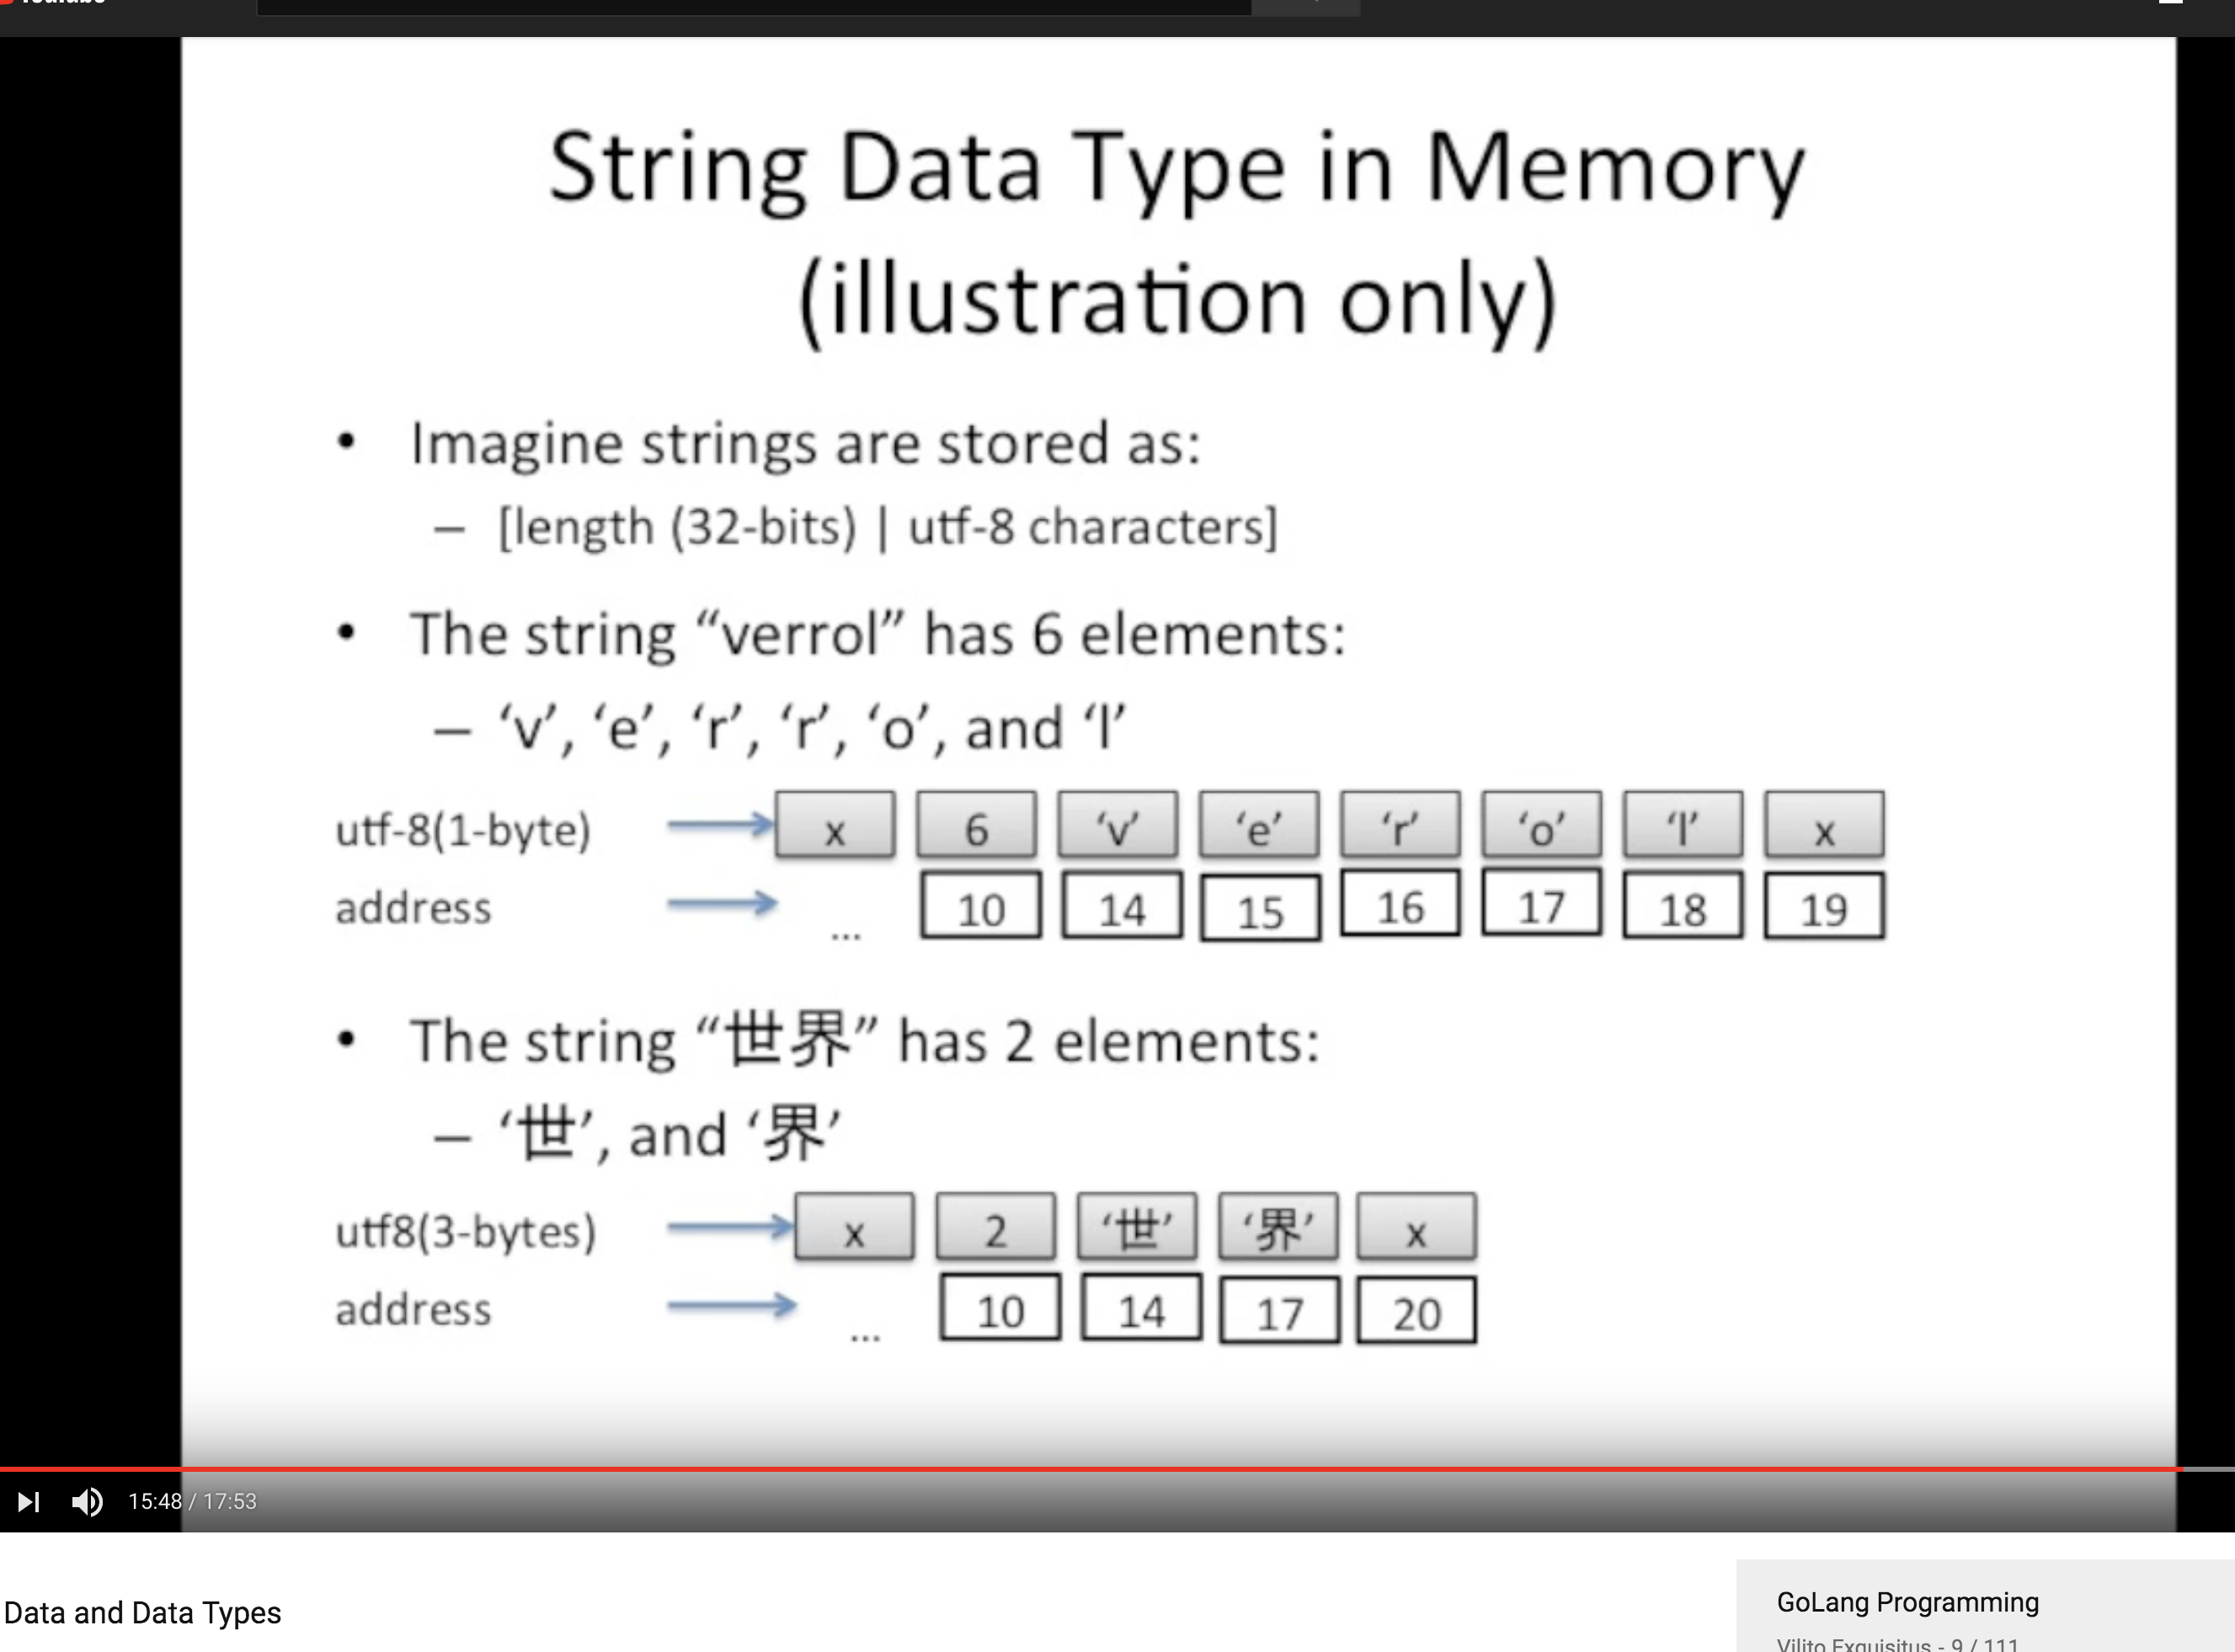 String Data Type in Memory
(illustration only)
• Imagine strings are stored as:
– [length (32-bits) | utf-8 characters]
• The string “verrol” has 6 elements:
– ‘v’, ‘e’, ‘r’, ‘r’, ‘o’, and ‘l’
utf-8(1-byte) x 6 ‘v’ ‘e’ ‘r’ ‘o’ ‘l’ x
address ... 10 14 15 16 17 18 19
• The string “世界” has 2 elements:
– ‘世’, and ‘界’
utf8(3-bytes) x 2 ‘世’ ‘界’ x
address ... 10 14 17 20
15:48 / 17:53
Data and Data Types
GoLang Programming
Vilito Exquisitus - 9 / 111